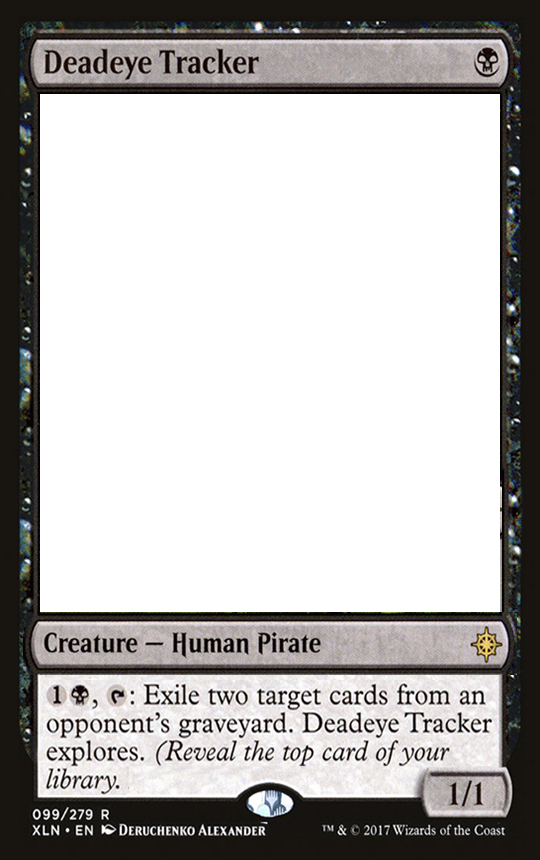 Deadeye Tracker
Creature — Human Pirate
1, : Exile two target cards from an
opponent's graveyard. Deadeye Tracker
explores. (Reveal the top card of your
library.
1/1
099/279 R
XLN • EN Deruchenko Alexander
™ & © 2017 Wizards of the Coast